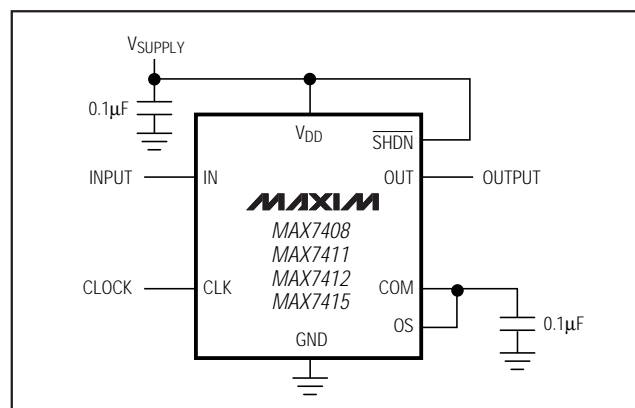 VSUPPLY
0.1µF
VDD
SHDN
INPUT
IN
OUT
OUTPUT
MAXIM
MAX7408
MAX7411
MAX7412
MAX7415
CLOCK
CLK
COM
OS
0.1µF
GND